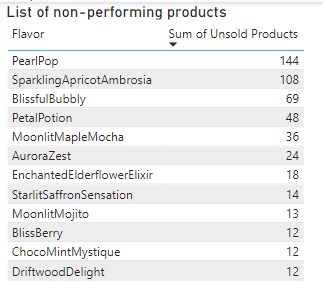 List of non-performing products
Flavor Sum of Unsold Products
PearlPop 144
SparklingApricotAmbrosia 108
BlissfulBubbly 69
PetalPotion 48
MoonlitMapleMocha 36
AuroraZest 24
EnchantedElderflowerElixir 18
StarlitSaffronSensation 14
MoonlitMojito 13
BlissBerry 12
ChocoMintMystique 12
DriftwoodDelight 12